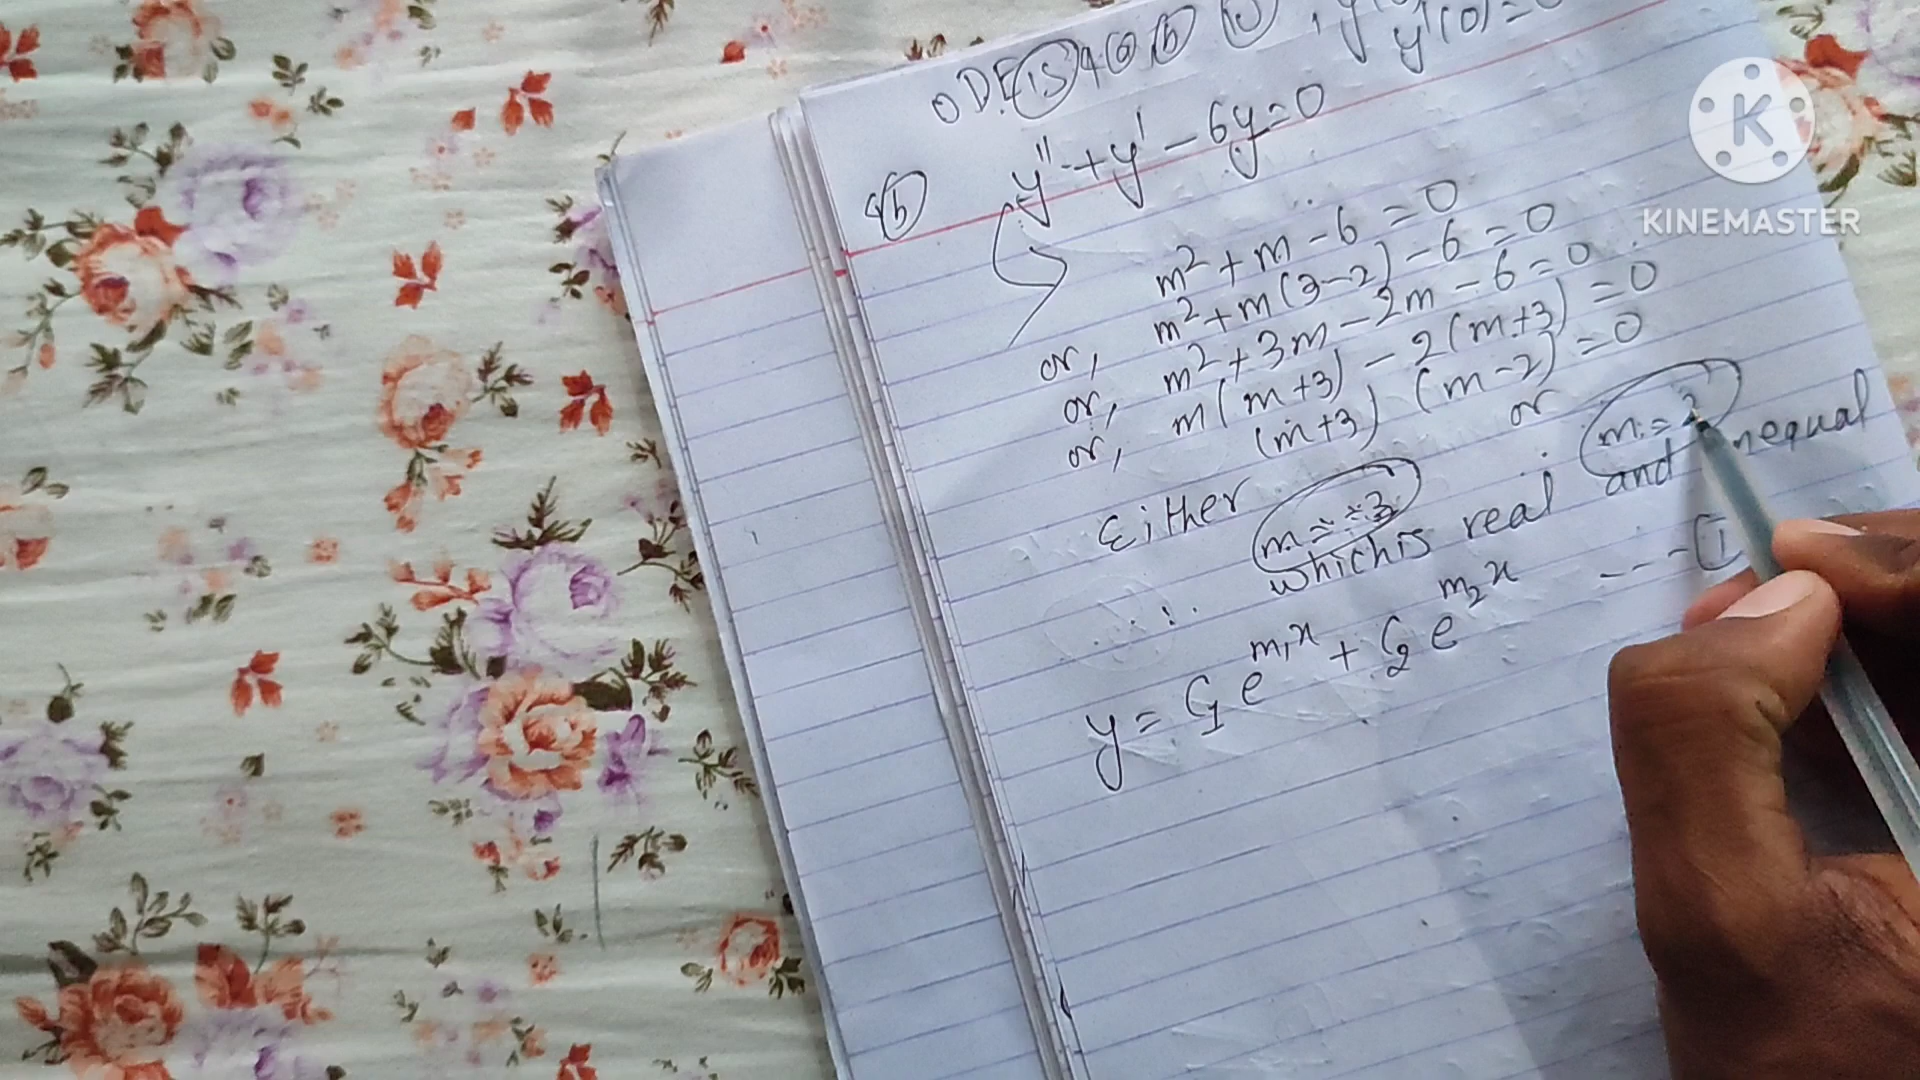 ODE 15 4(a) (b)
y'(0)=
4(b) y'' + y' - 6y = 0
m² + m - 6 = 0
or, m² + m(3-2) - 6 = 0
or, m² + 3m - 2m - 6 = 0
or, m(m+3) - 2(m+3) = 0
(m+3) (m-2) = 0
Either m = -3 or m = 2
which is real and unequal
∴ y = C₁ e^{m₁x} + C₂ e^{m₂x} --- (1)
K
KINEMASTER